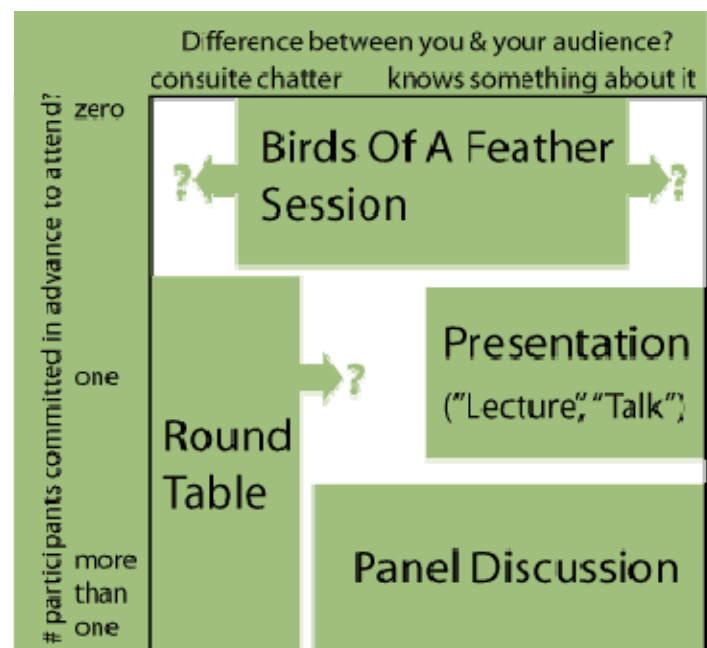 Difference between you & your audience?
consuite chatter knows something about it
# participants committed in advance to attend?
zero
Birds Of A Feather
Session
? ?
one
Presentation
("Lecture", "Talk")
?
Round
Table
more
than
one
Panel Discussion